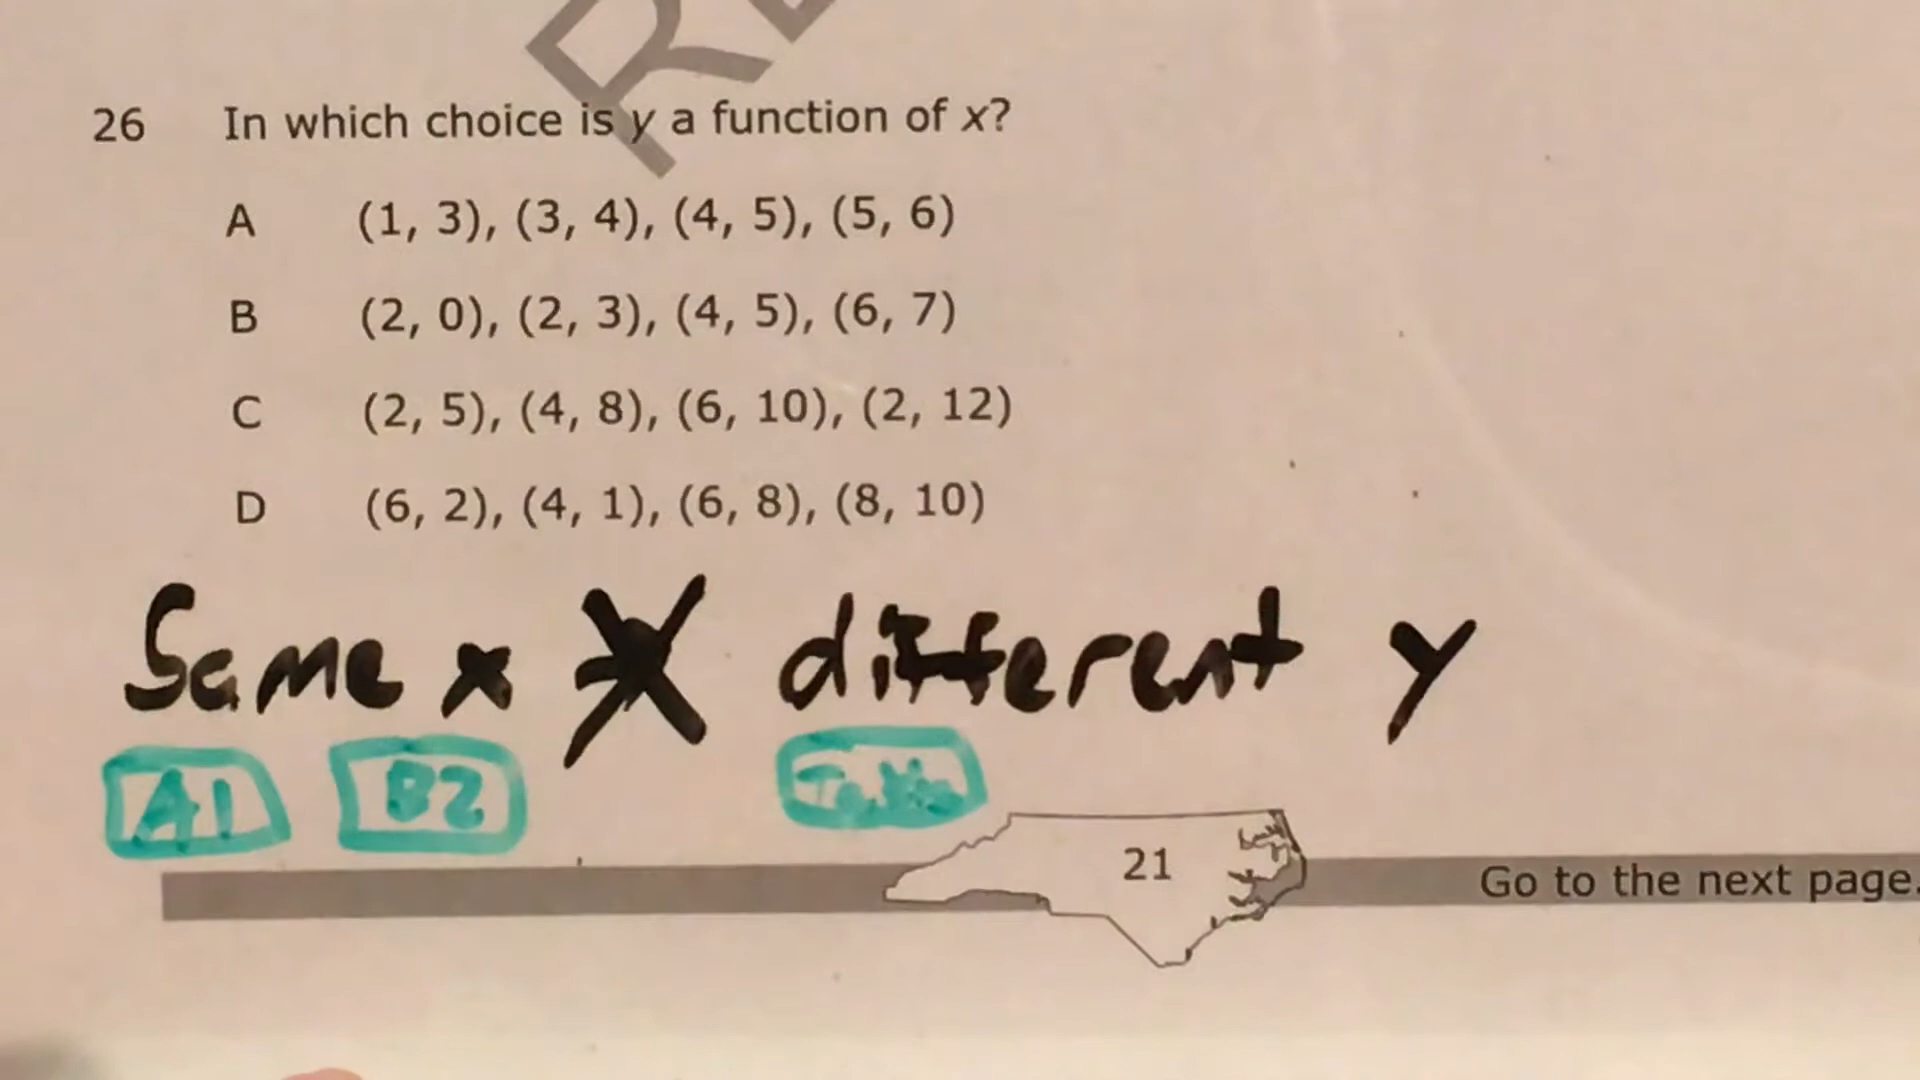 26 In which choice is y a function of x?
A (1, 3), (3, 4), (4, 5), (5, 6)
B (2, 0), (2, 3), (4, 5), (6, 7)
C (2, 5), (4, 8), (6, 10), (2, 12)
D (6, 2), (4, 1), (6, 8), (8, 10)
Same x different y
A1 B2
21
Go to the next page.